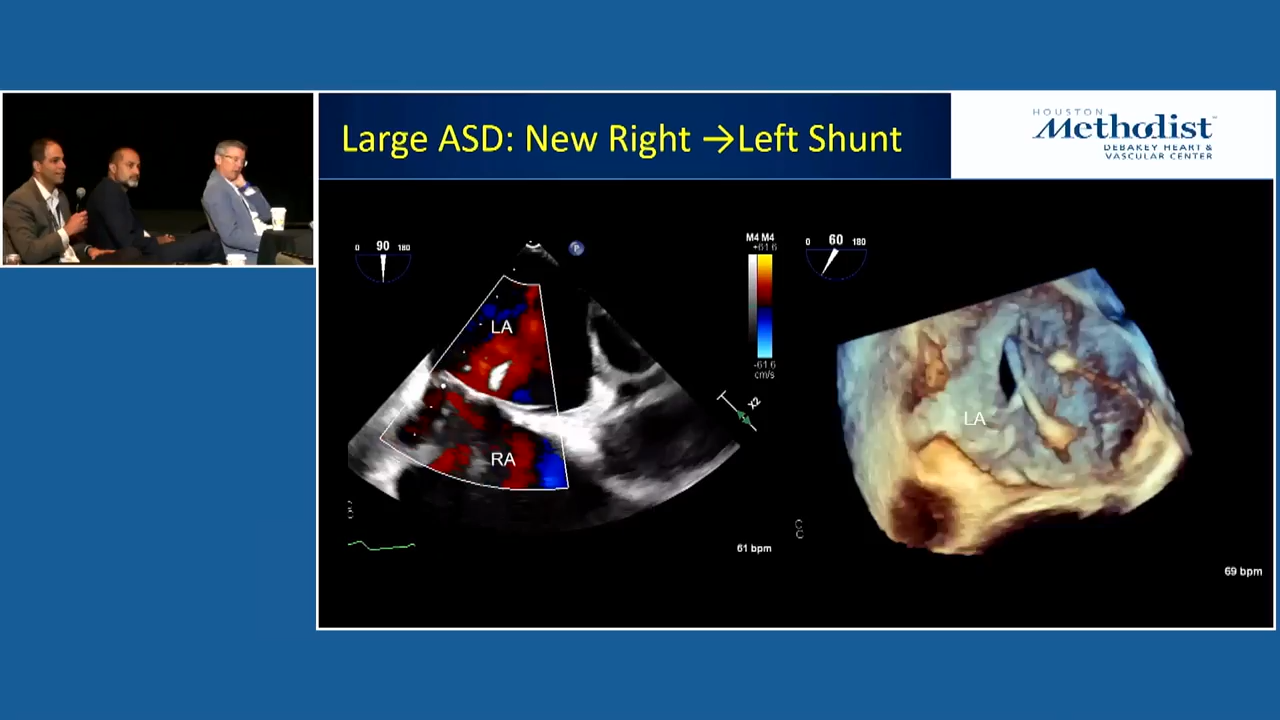 Large ASD: New Right →Left Shunt
HOUSTON
Methodist
DEBAKEY HEART &
VASCULAR CENTER
0 90 180
P
LA
RA
M4 M4
+61.6
-61.6
cm/s
X2
61 bpm
0 60 180
LA
69 bpm